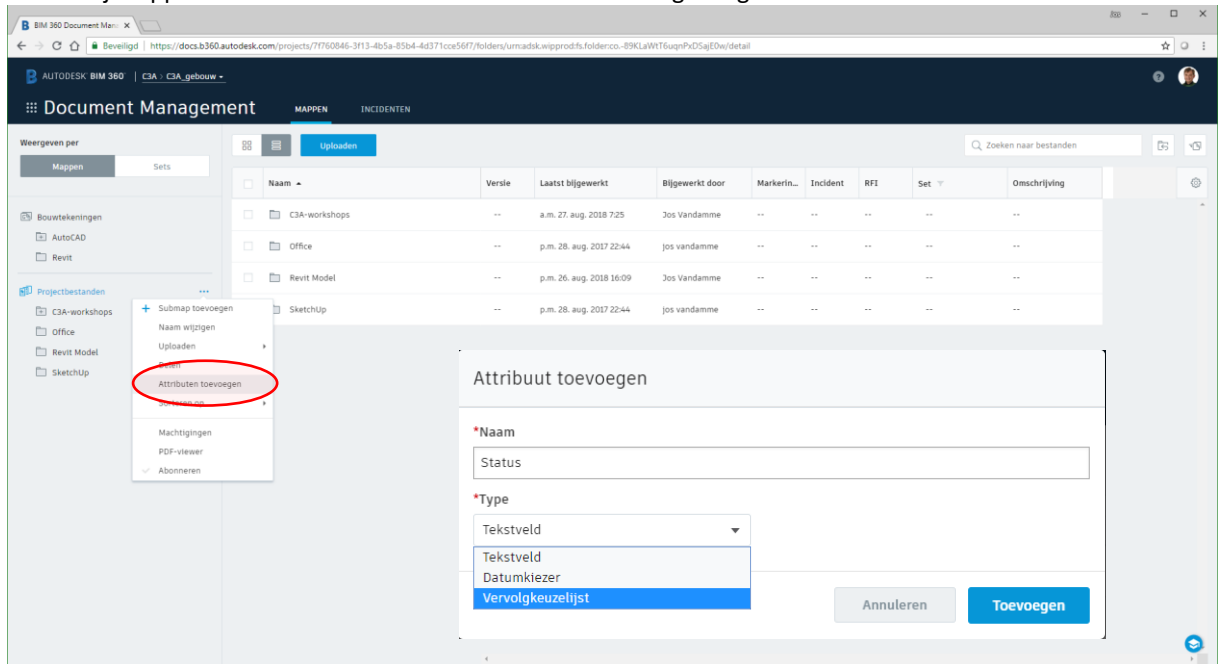 BIM 360 Document Man
Beveiligd | https://docs.b360.autodesk.com/projects/7f760846-3f13-4b5a-85b4-4d371cce56f7/folders/urn:adsk.wipprod:fs.folder:co.-89KLaWtT6uqnPxDSajE0w/detail
AUTODESK BIM 360 | C3A > C3A_gebouw
Document Management MAPPEN INCIDENTEN
Weergeven per
Mappen Sets
Uploaden
Zoeken naar bestanden
Naam Versie Laatst bijgewerkt Bijgewerkt door Markerin... Incident RFI Set Omschrijving
C3A-workshops -- a.m. 27. aug. 2018 7:25 Jos Vandamme -- -- -- -- --
Office -- p.m. 28. aug. 2017 22:44 jos vandamme -- -- -- -- --
Revit Model -- p.m. 26. aug. 2018 16:09 Jos Vandamme -- -- -- -- --
SketchUp -- p.m. 28. aug. 2017 22:44 jos vandamme -- -- -- -- --
Bouwtekeningen
AutoCAD
Revit
Projectbestanden ...
C3A-workshops
Office
Revit Model
SketchUp
+ Submap toevoegen
Naam wijzigen
Uploaden
Delen
Attributen toevoegen
Sorteren op
Machtigingen
PDF-viewer
Abonneren
Attribuut toevoegen
*Naam
Status
*Type
Tekstveld
Tekstveld
Datumkiezer
Vervolgkeuzelijst
Annuleren Toevoegen